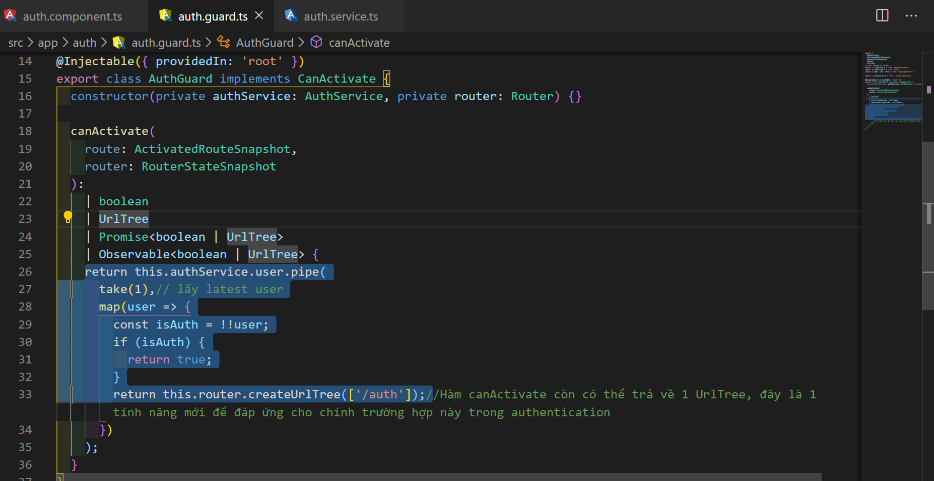 auth.component.ts auth.guard.ts auth.service.ts
src > app > auth > auth.guard.ts > AuthGuard > canActivate
14 @Injectable({ providedIn: 'root' })
15 export class AuthGuard implements CanActivate {
16 constructor(private authService: AuthService, private router: Router) {}
17
18 canActivate(
19 route: ActivatedRouteSnapshot,
20 router: RouterStateSnapshot
21 ):
22 | boolean
23 | UrlTree
24 | Promise<boolean | UrlTree>
25 | Observable<boolean | UrlTree> {
26 return this.authService.user.pipe(
27 take(1),// lấy latest user
28 map(user => {
29 const isAuth = !!user;
30 if (isAuth) {
31 return true;
32 }
33 return this.router.createUrlTree(['/auth']);//Hàm canActivate còn có thể trả về 1 UrlTree, đây là 1
tính năng mới để đáp ứng cho chính trường hợp này trong authentication
34 })
35 );
36 }
37 }